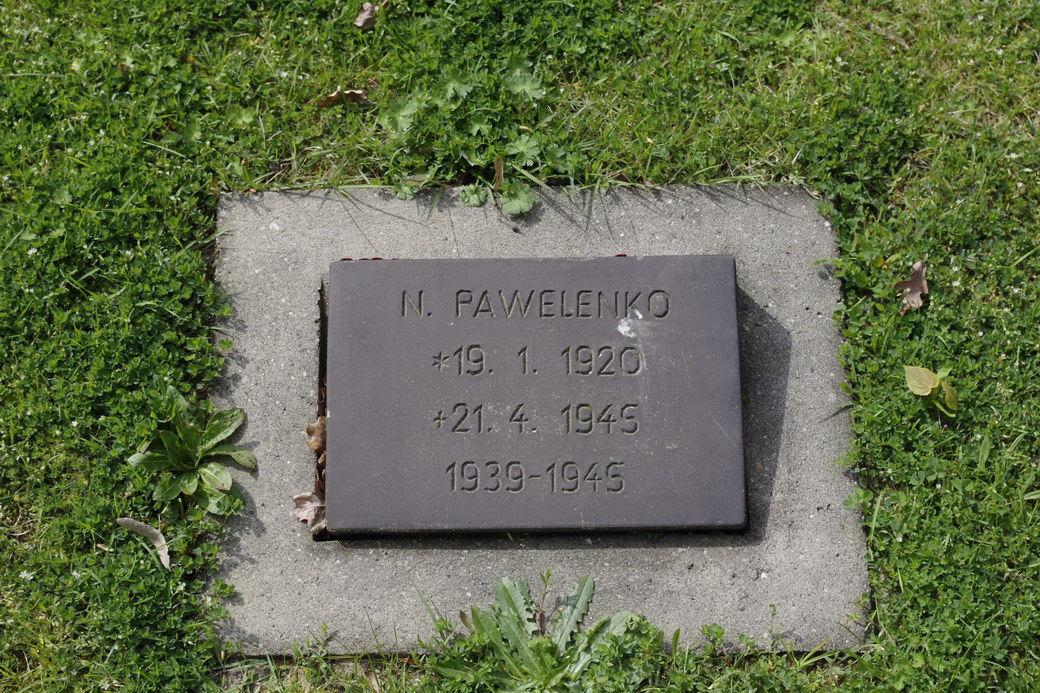 N. PAWELENKO
*19. 1. 1920
+21. 4. 1945
1939-1945